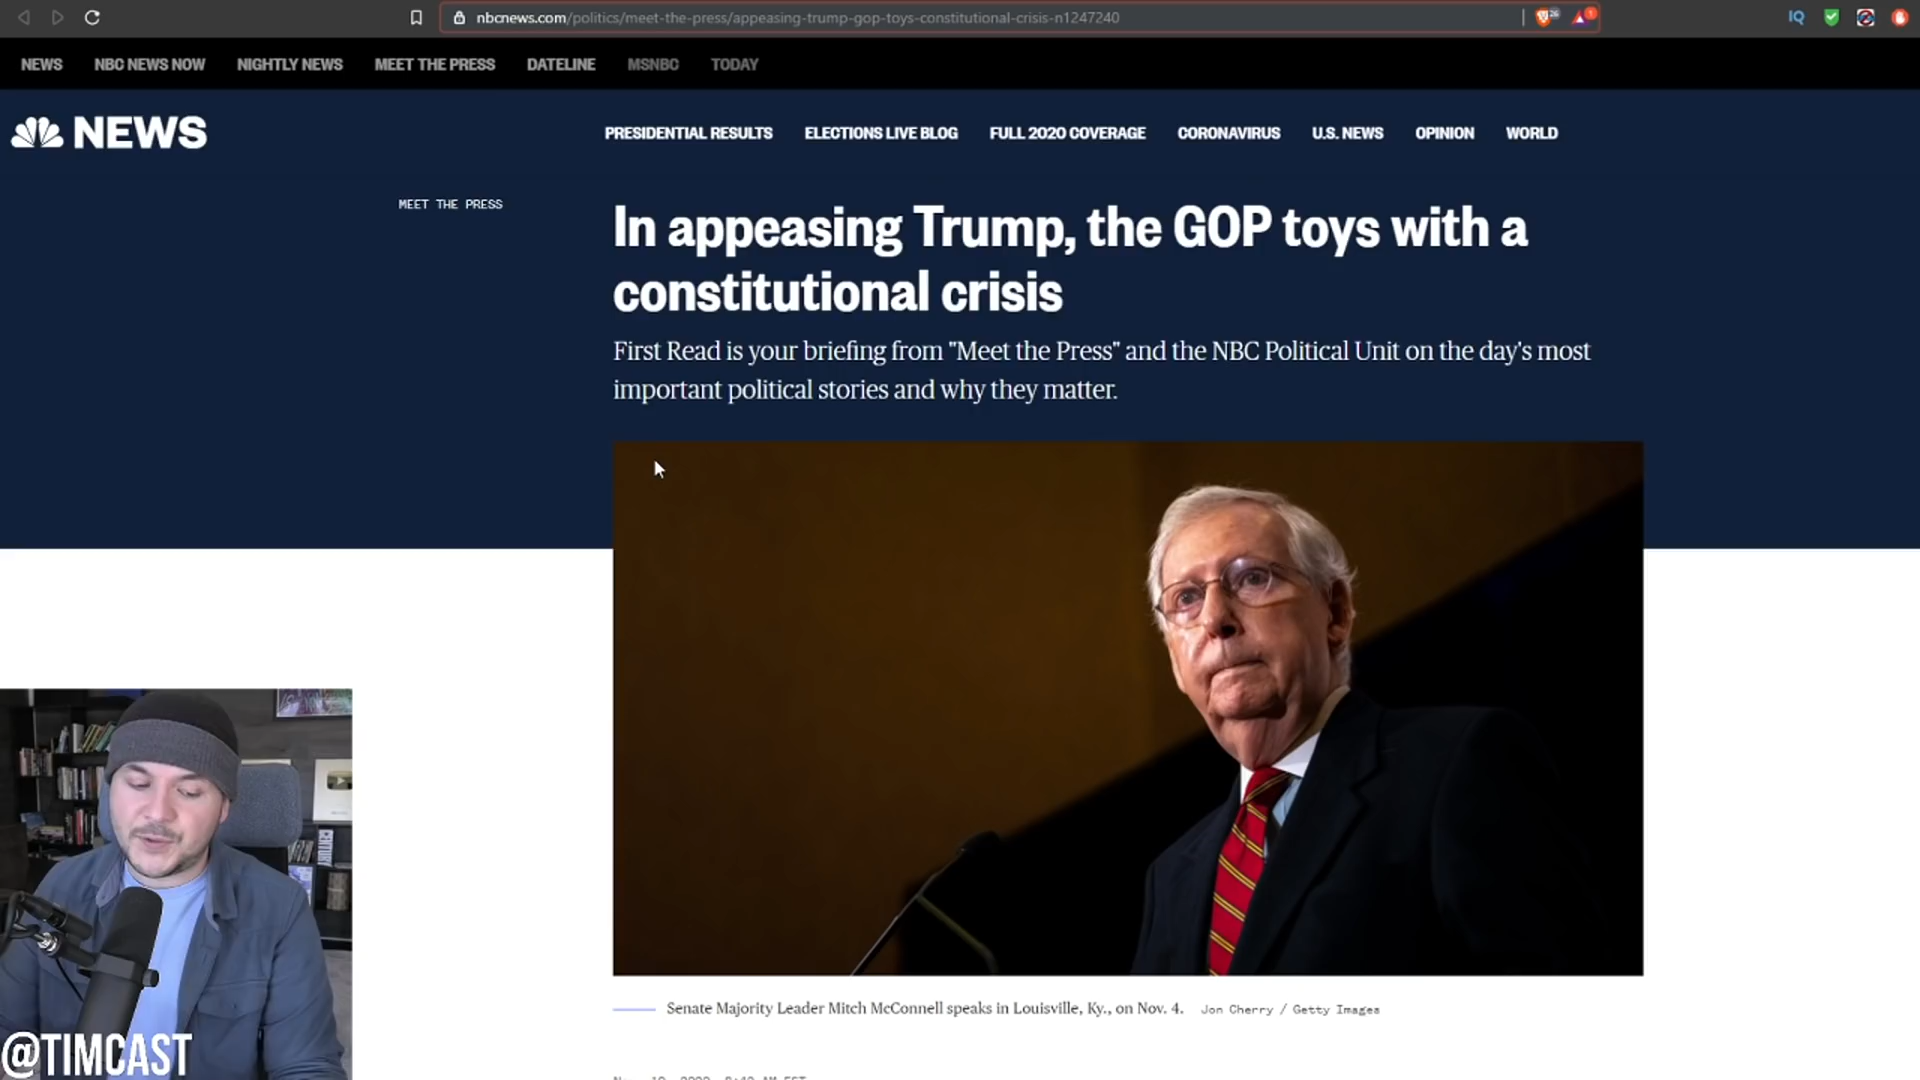 nbcnews.com/politics/meet-the-press/appeasing-trump-gop-toys-constitutional-crisis-n1247240
26
1
IQ
NEWS NBC NEWS NOW NIGHTLY NEWS MEET THE PRESS DATELINE MSNBC TODAY
NEWS
PRESIDENTIAL RESULTS ELECTIONS LIVE BLOG FULL 2020 COVERAGE CORONAVIRUS U.S. NEWS OPINION WORLD
MEET THE PRESS
In appeasing Trump, the GOP toys with a
constitutional crisis
First Read is your briefing from "Meet the Press" and the NBC Political Unit on the day's most
important political stories and why they matter.
Senate Majority Leader Mitch McConnell speaks in Louisville, Ky., on Nov. 4. Jon Cherry / Getty Images
@TIMCAST